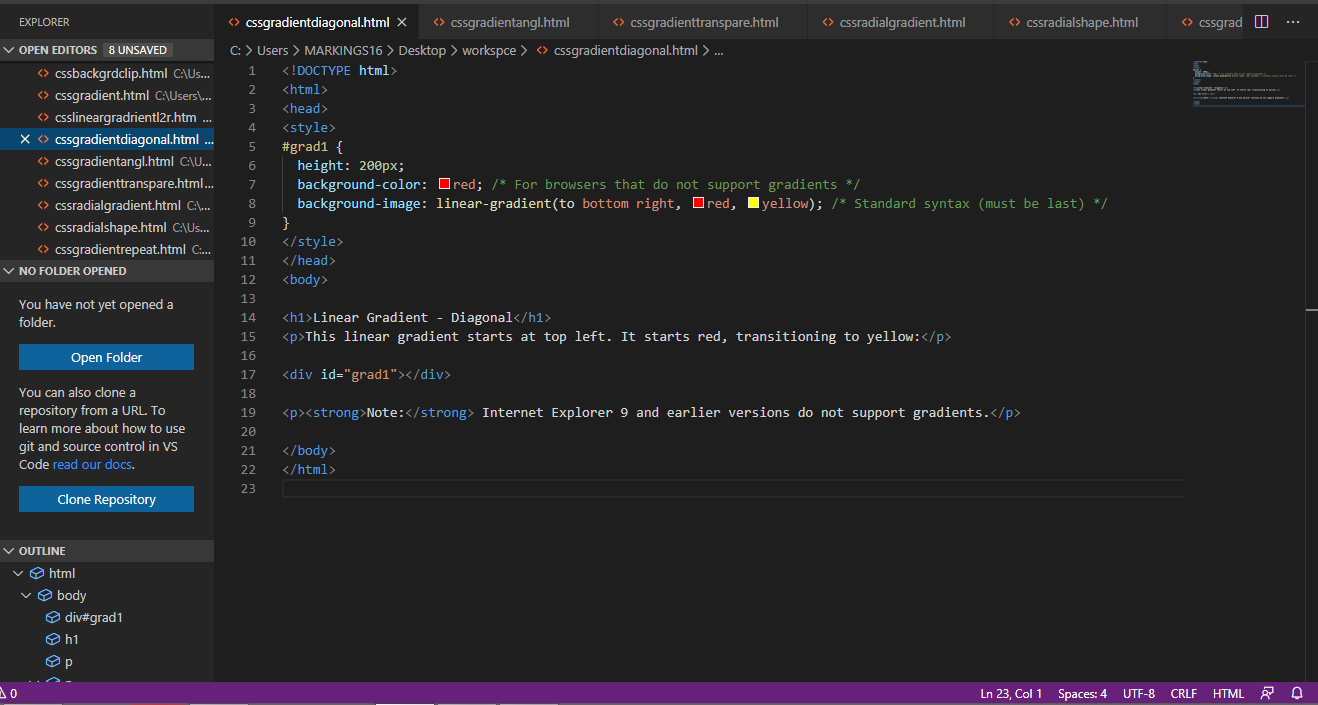 EXPLORER
OPEN EDITORS 8 UNSAVED
cssbackgrdclip.html C:\Us...
cssgradient.html C:\Users\...
csslineargradrientl2r.htm ...
cssgradientdiagonal.html ...
cssgradientangl.html C:\U...
cssgradienttranspare.html...
cssradialgradient.html C:\...
cssradialshape.html C:\Us...
cssgradientrepeat.html C:...
NO FOLDER OPENED
You have not yet opened a
folder.
Open Folder
You can also clone a
repository from a URL. To
learn more about how to use
git and source control in VS
Code read our docs.
Clone Repository
OUTLINE
html
body
div#grad1
h1
p
cssgradientdiagonal.html cssgradientangl.html cssgradienttranspare.html cssradialgradient.html cssradialshape.html cssgrad
C: > Users > MARKINGS16 > Desktop > workspce > cssgradientdiagonal.html > ...
1 <!DOCTYPE html>
2 <html>
3 <head>
4 <style>
5 #grad1 {
6 height: 200px;
7 background-color: red; /* For browsers that do not support gradients */
8 background-image: linear-gradient(to bottom right, red, yellow); /* Standard syntax (must be last) */
9 }
10 </style>
11 </head>
12 <body>
13
14 <h1>Linear Gradient - Diagonal</h1>
15 <p>This linear gradient starts at top left. It starts red, transitioning to yellow:</p>
16
17 <div id="grad1"></div>
18
19 <p><strong>Note:</strong> Internet Explorer 9 and earlier versions do not support gradients.</p>
20
21 </body>
22 </html>
23
0 Ln 23, Col 1 Spaces: 4 UTF-8 CRLF HTML